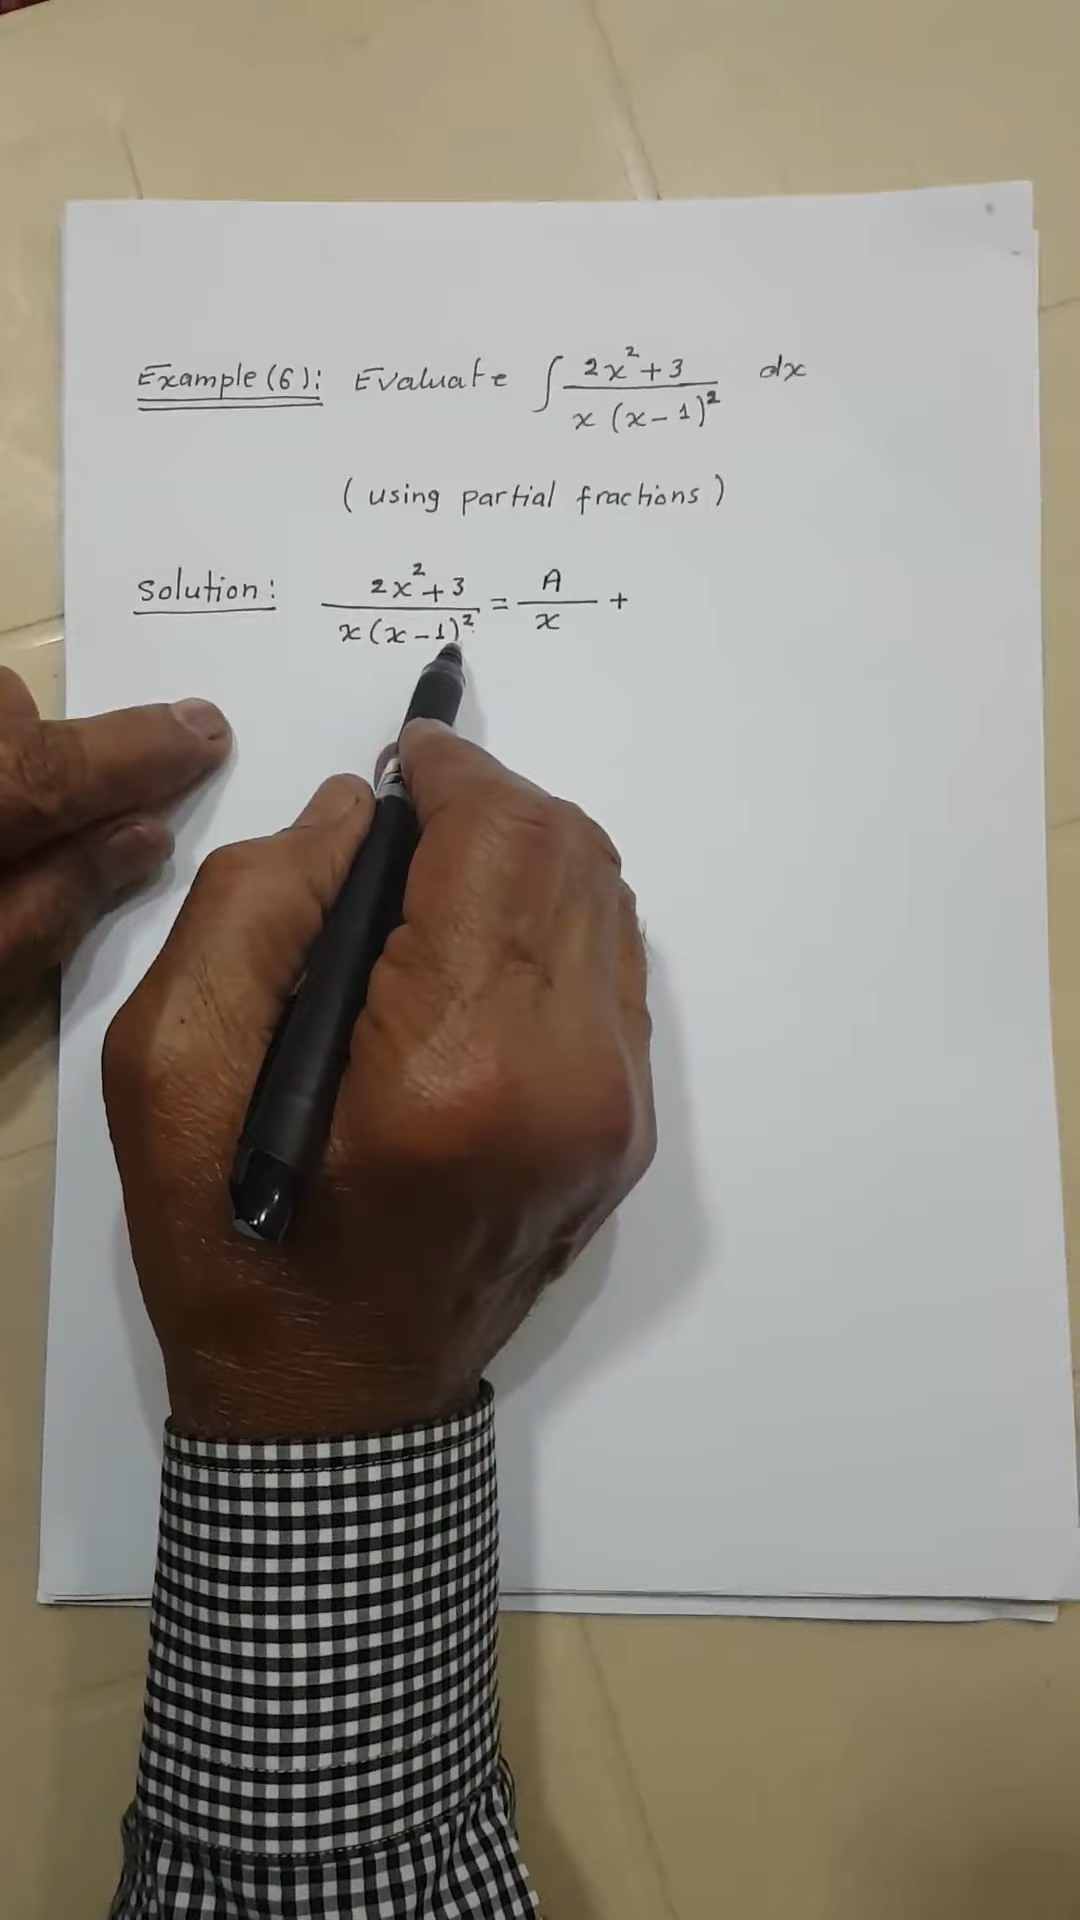 Example (6): Evaluate ∫ (2x² + 3) / (x (x - 1)²) dx
(using partial fractions)
Solution: (2x² + 3) / (x(x - 1)²) = A / x +